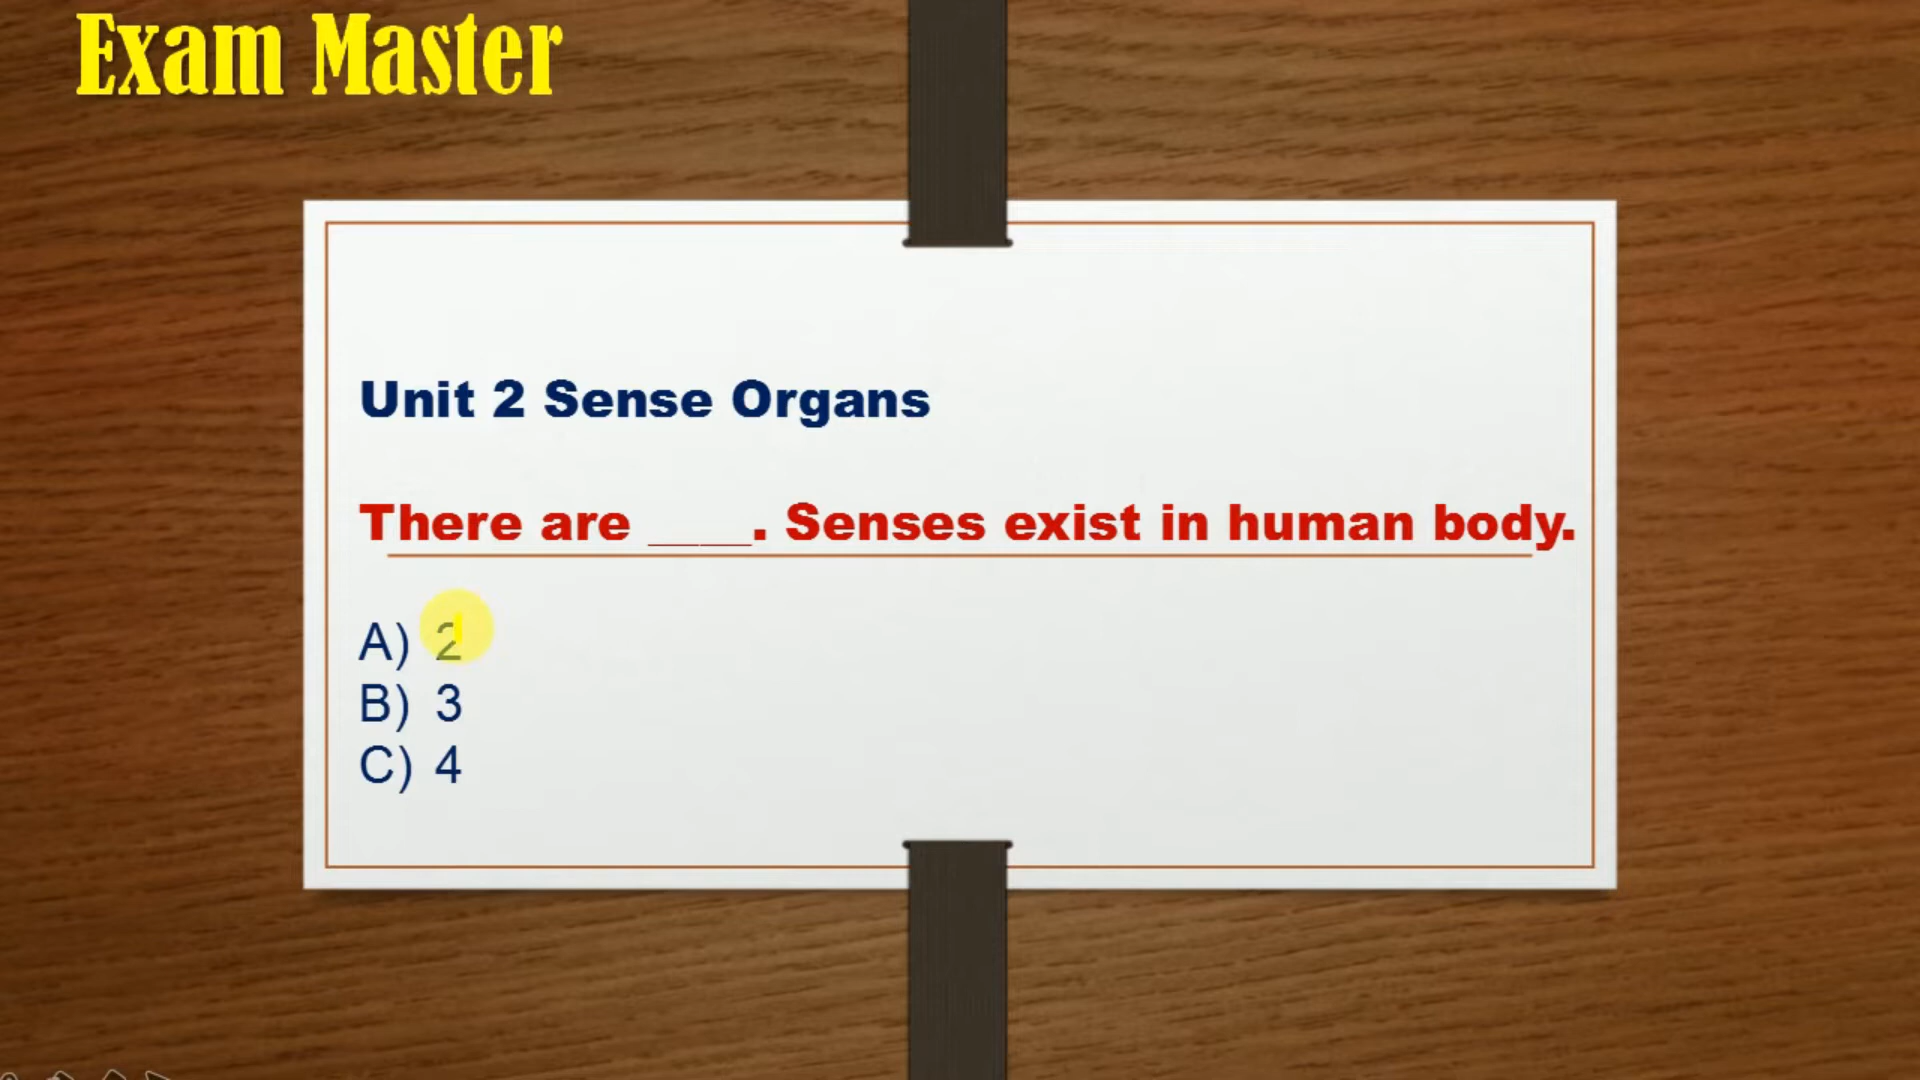 Exam Master
Unit 2 Sense Organs
There are ____. Senses exist in human body.
A) 2
B) 3
C) 4